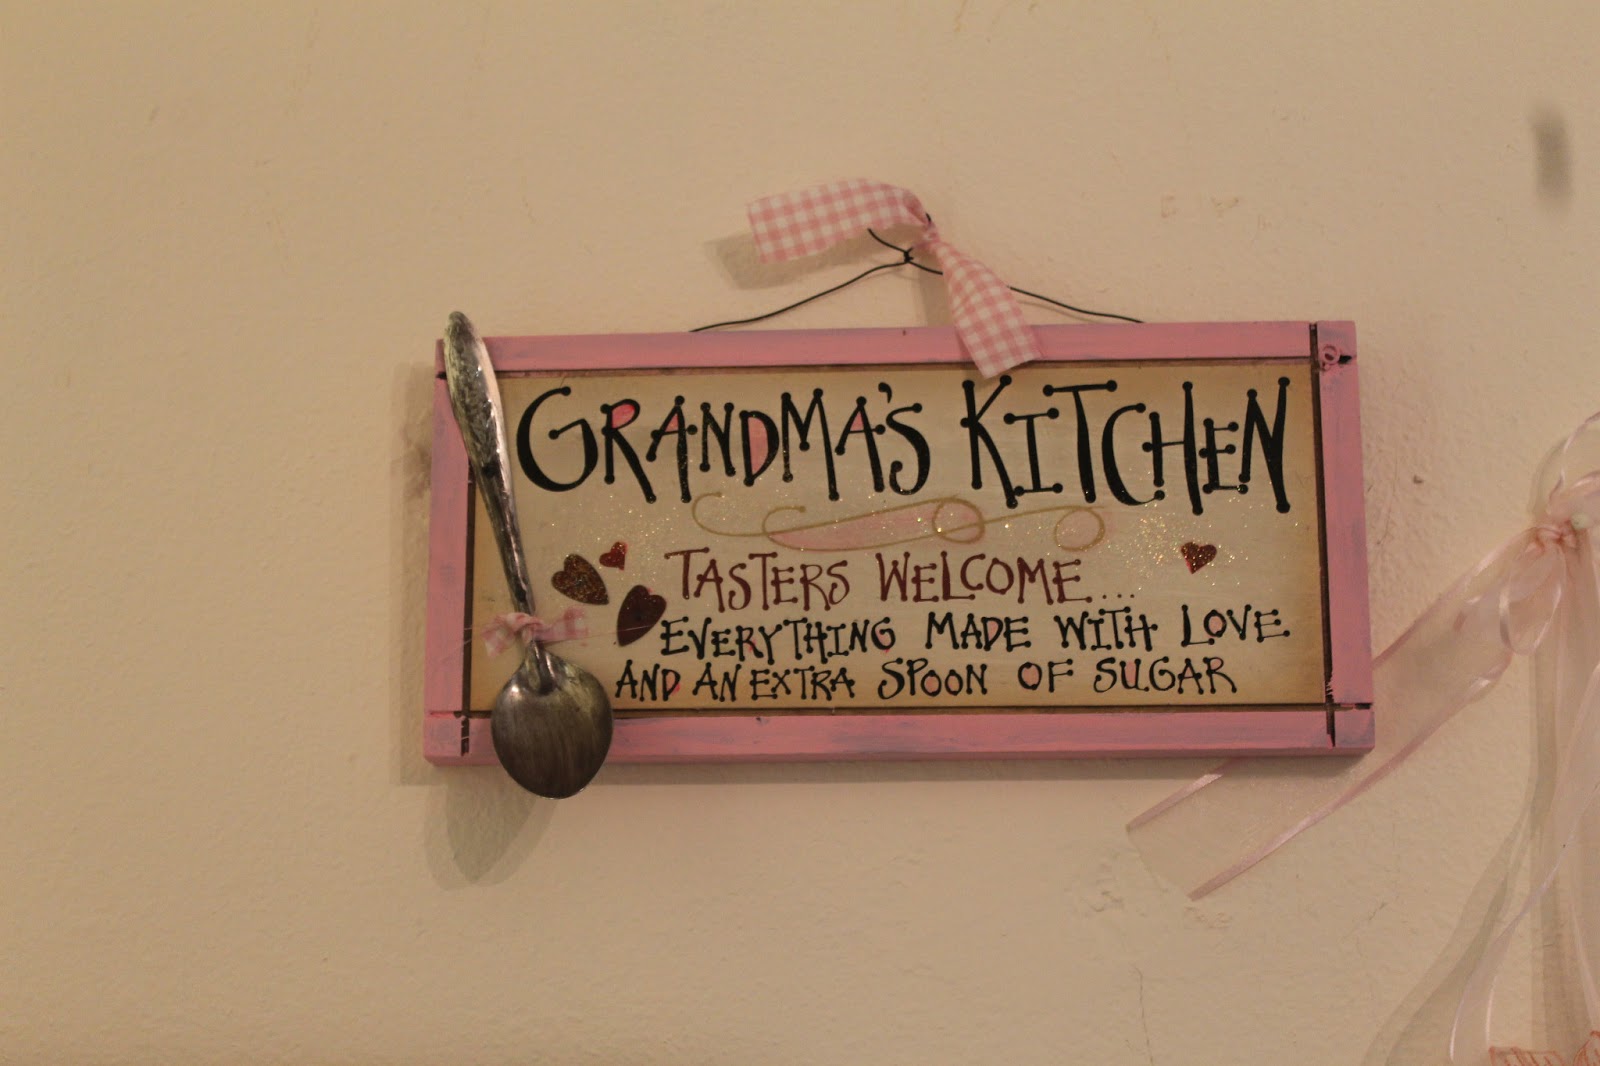 GRANDMA'S KITCHEN
TASTERS WELCOME...
EVERYTHING MADE WITH LOVE
AND AN EXTRA SPOON OF SUGAR